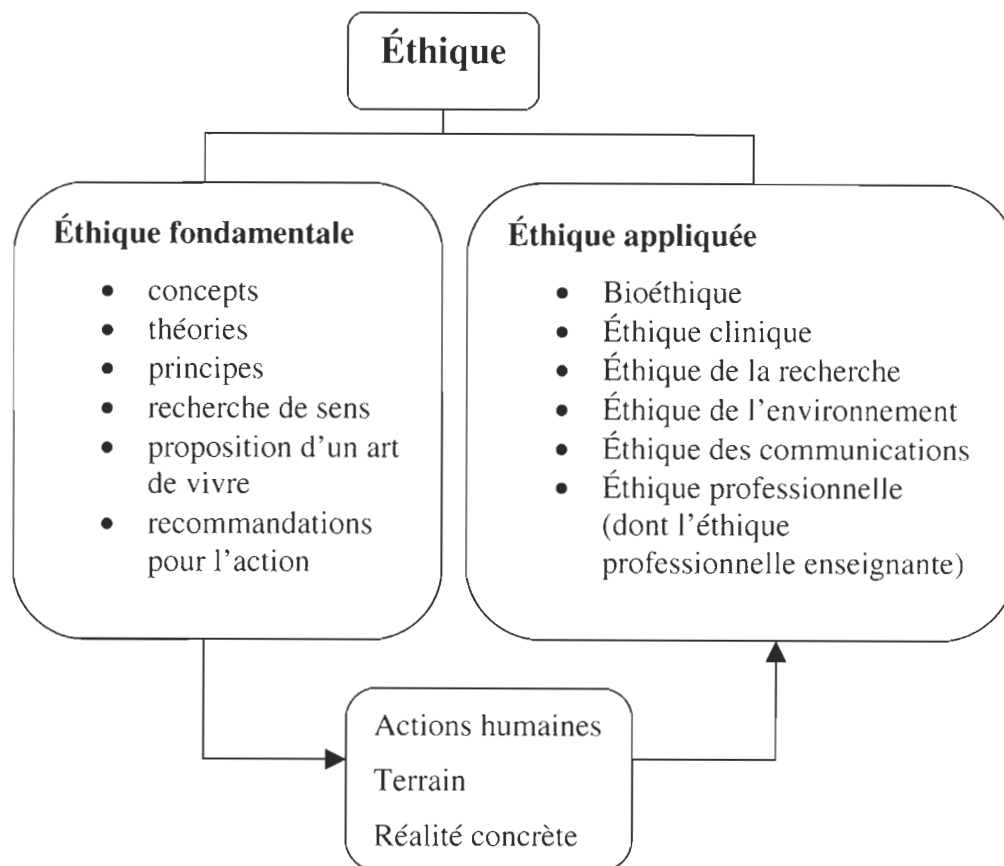 Éthique
Éthique fondamentale
• concepts
• théories
• principes
• recherche de sens
• proposition d'un art
de vivre
• recommandations
pour l'action
Éthique appliquée
• Bioéthique
• Éthique clinique
• Éthique de la recherche
• Éthique de l'environnement
• Éthique des communications
• Éthique professionnelle
(dont l'éthique
professionnelle enseignante)
Actions humaines
Terrain
Réalité concrète